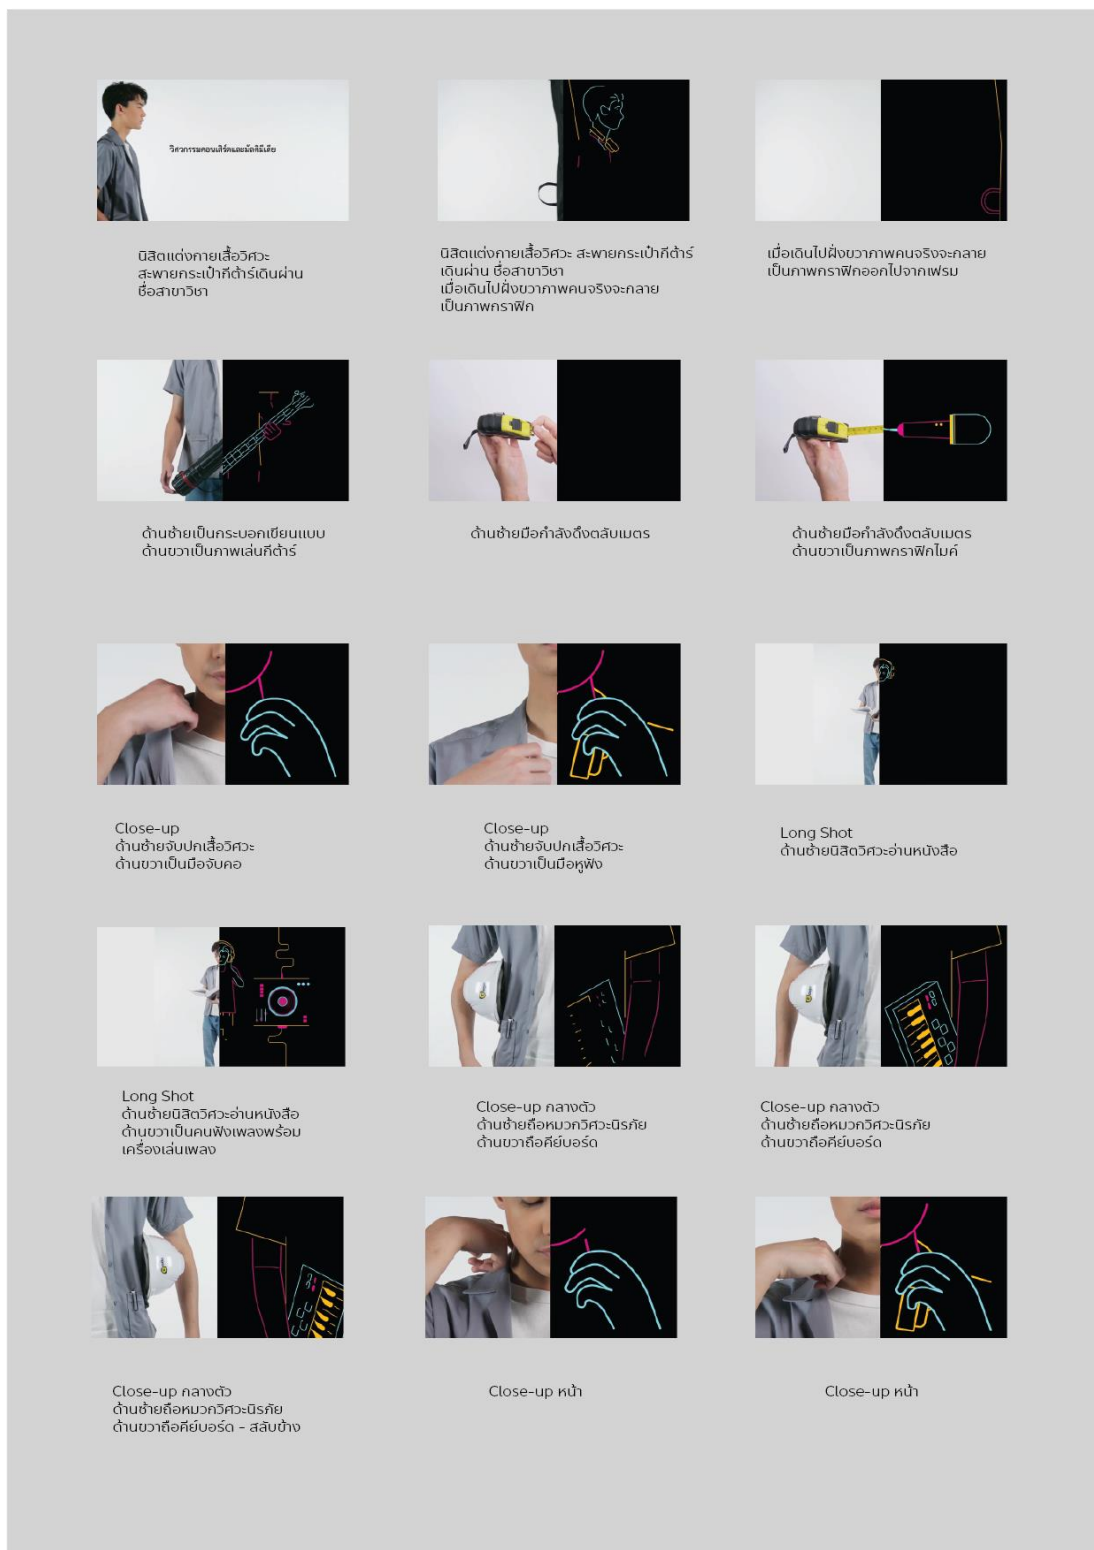 วิศวกรรมดนตรีและมัลติมีเดีย
นิสิตแต่งกายเสื้อวิศวะ
สะพายกระเป๋ากีต้าร์เดินผ่าน
ชื่อสาขาวิชา
นิสิตแต่งกายเสื้อวิศวะ สะพายกระเป๋ากีต้าร์
เดินผ่าน ชื่อสาขาวิชา
เมื่อเดินไปฝั่งขวาภาพคนจริงจะกลาย
เป็นภาพกราฟิก
เมื่อเดินไปฝั่งขวาภาพคนจริงจะกลาย
เป็นภาพกราฟิกออกไปจากเฟรม
ด้านซ้ายเป็นกระบอกเขียนแบบ
ด้านขวาเป็นภาพเล่นกีต้าร์
ด้านซ้ายมือกำลังดึงตลับเมตร
ด้านซ้ายมือกำลังดึงตลับเมตร
ด้านขวาเป็นภาพกราฟิกไมค์
Close-up
ด้านซ้ายจับปกเสื้อวิศวะ
ด้านขวาเป็นมือจับคอ
Close-up
ด้านซ้ายจับปกเสื้อวิศวะ
ด้านขวาเป็นมือหูฟัง
Long Shot
ด้านซ้ายนิสิตวิศวะอ่านหนังสือ
Long Shot
ด้านซ้ายนิสิตวิศวะอ่านหนังสือ
ด้านขวาเป็นคนฟังเพลงพร้อม
เครื่องเล่นเพลง
Close-up กลางตัว
ด้านซ้ายถือหมวกวิศวะนิรภัย
ด้านขวาถือคีย์บอร์ด
Close-up กลางตัว
ด้านซ้ายถือหมวกวิศวะนิรภัย
ด้านขวาถือคีย์บอร์ด
Close-up กลางตัว
ด้านซ้ายถือหมวกวิศวะนิรภัย
ด้านขวาถือคีย์บอร์ด - สลับข้าง
Close-up หน้า
Close-up หน้า